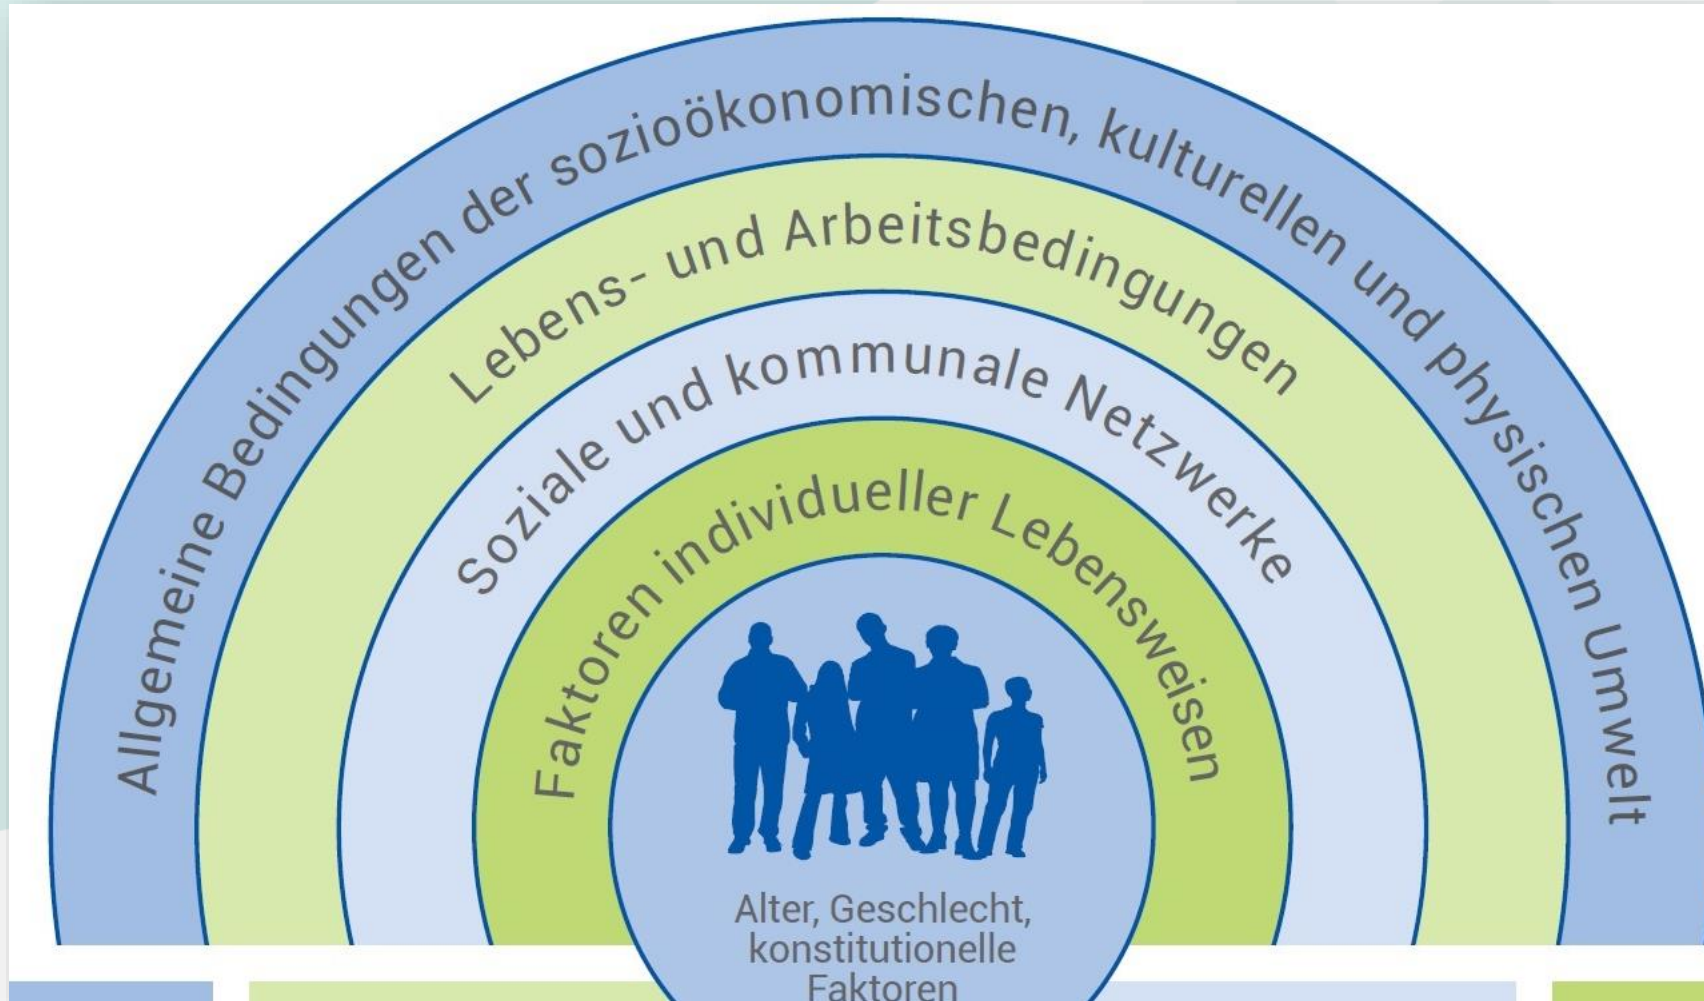 Allgemeine Bedingungen der sozioökonomischen, kulturellen und physischen Umwelt
Lebens- und Arbeitsbedingungen
Soziale und kommunale Netzwerke
Faktoren individueller Lebensweisen
Alter, Geschlecht,
konstitutionelle
Faktoren